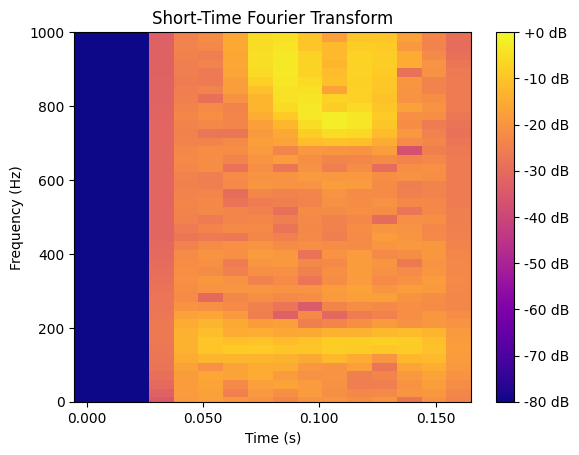 Short-Time Fourier Transform
1000
800
600
400
200
0
Frequency (Hz)
0.000
0.050
0.100
0.150
Time (s)
+0 dB
-10 dB
-20 dB
-30 dB
-40 dB
-50 dB
-60 dB
-70 dB
-80 dB